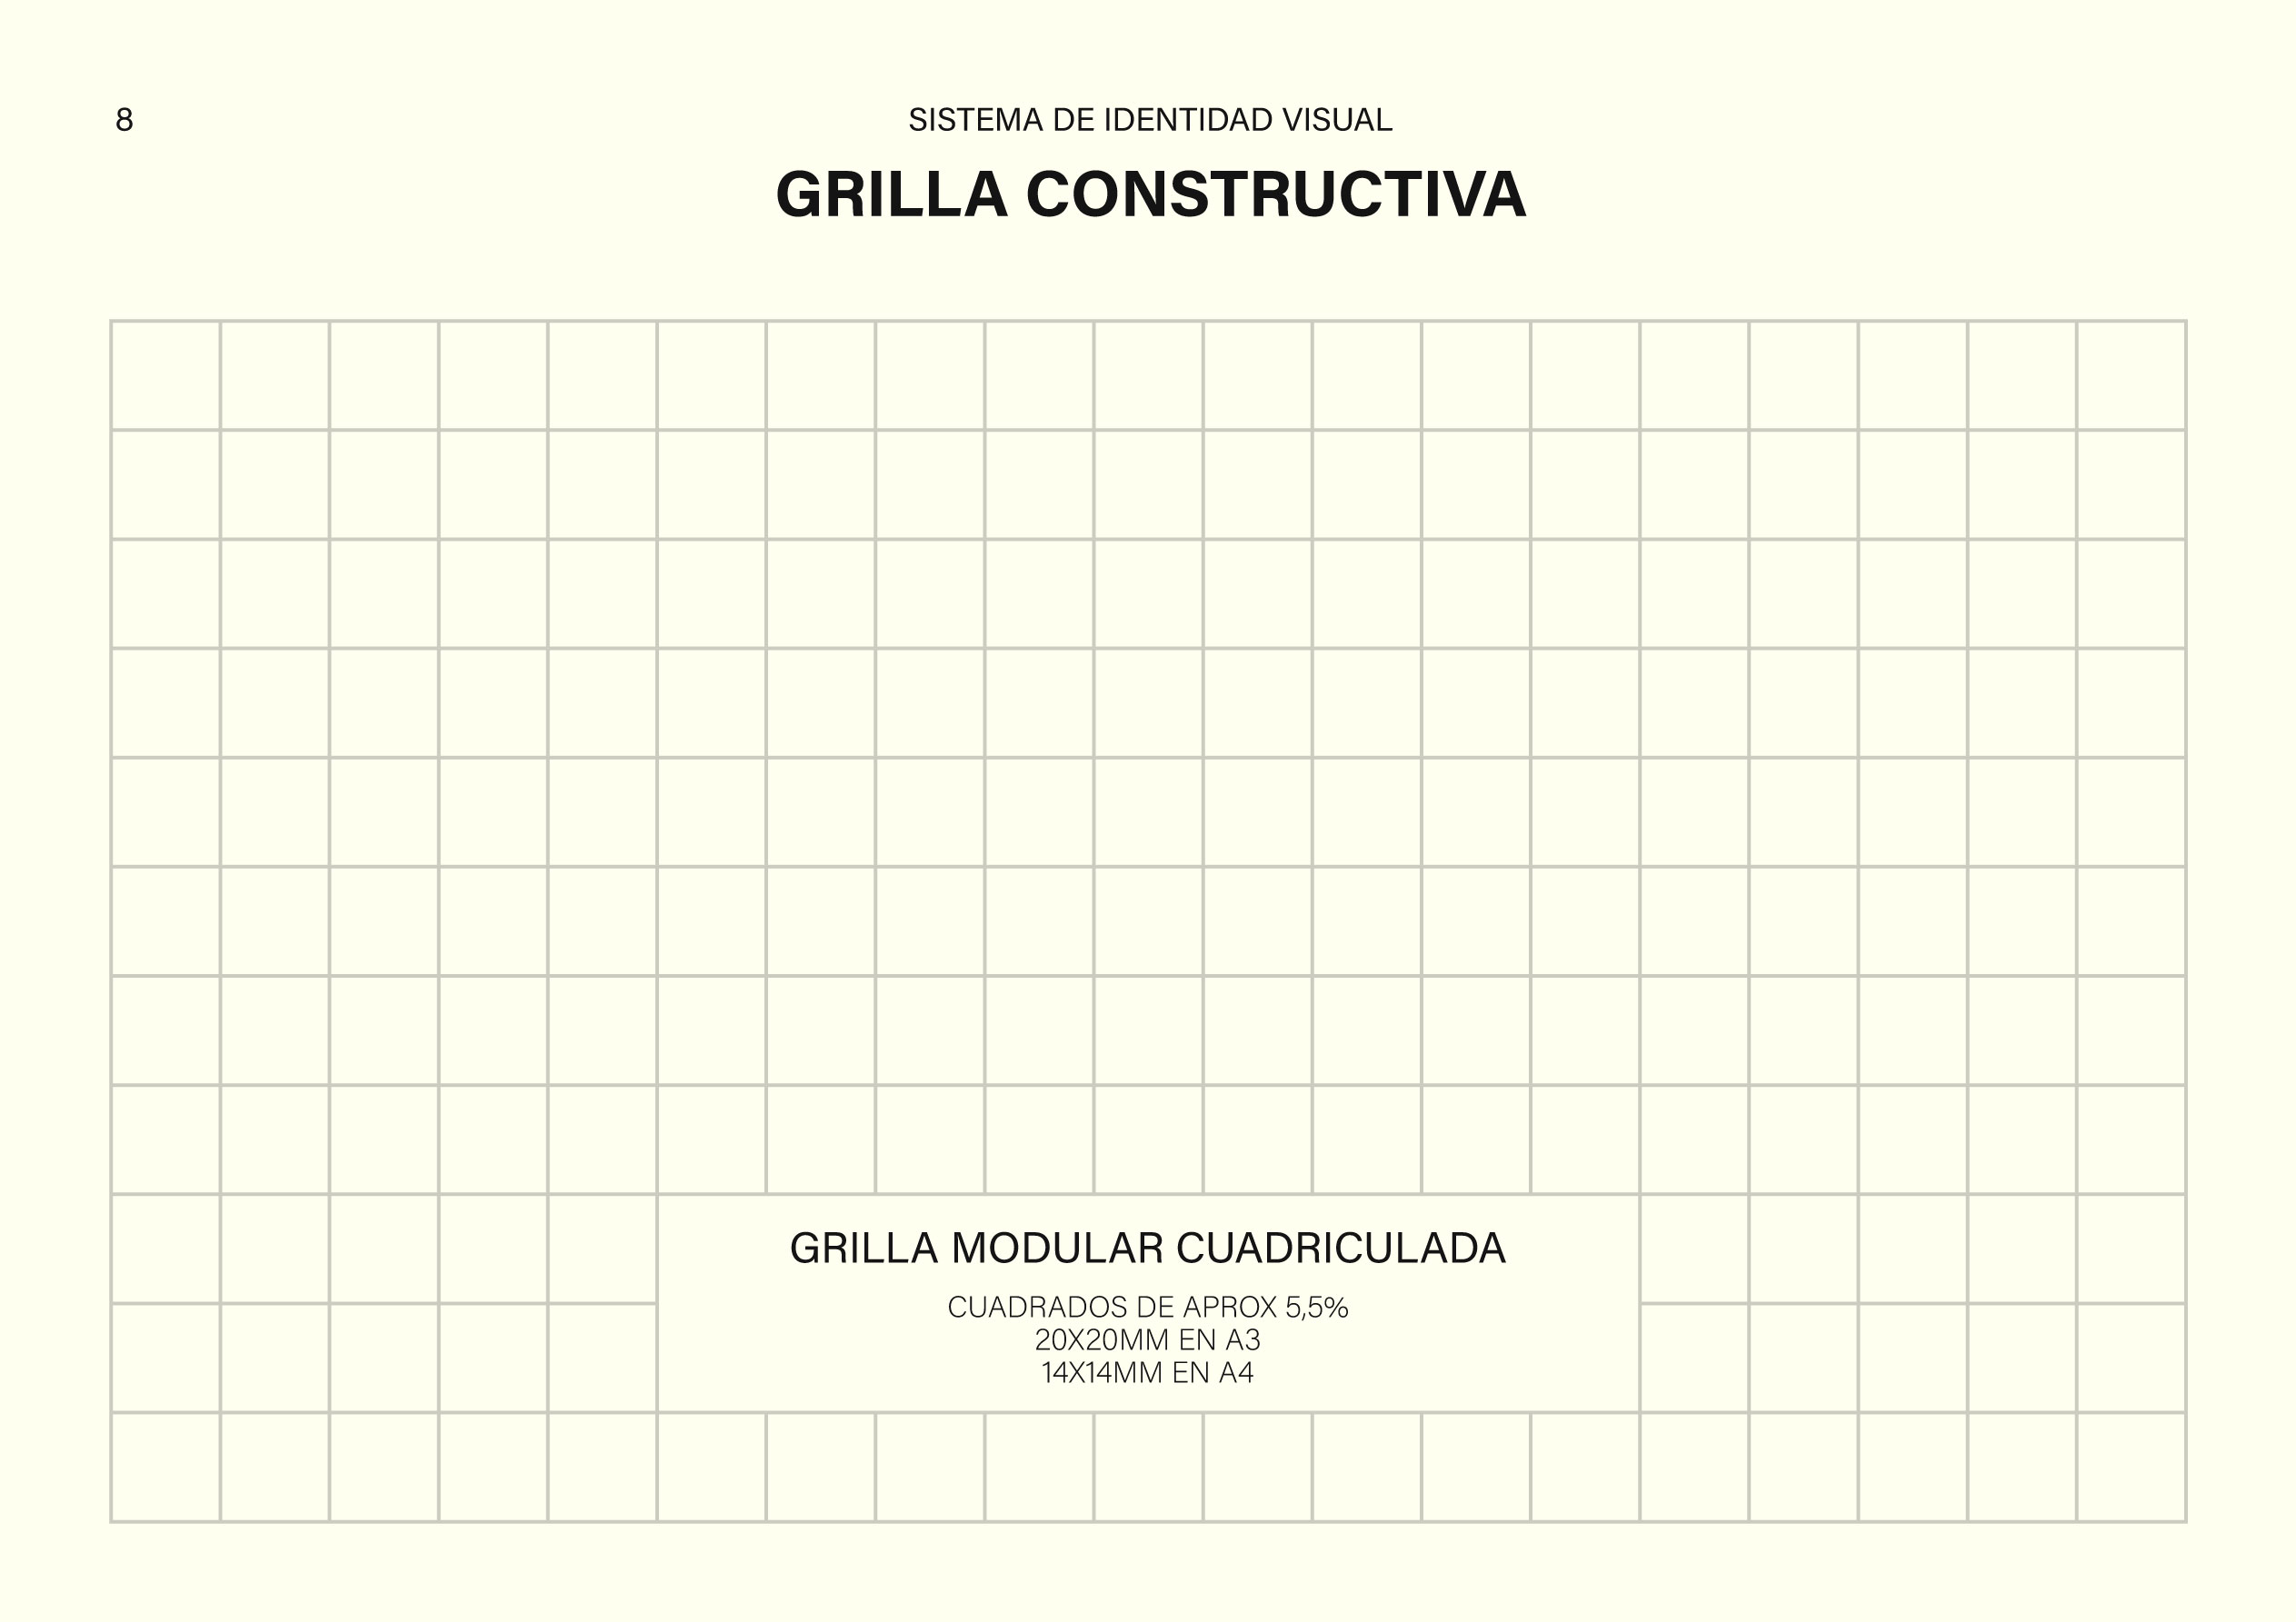 8
SISTEMA DE IDENTIDAD VISUAL
GRILLA CONSTRUCTIVA
GRILLA MODULAR CUADRICULADA
CUADRADOS DE APROX 5,5%
20X20MM EN A3
14X14MM EN A4